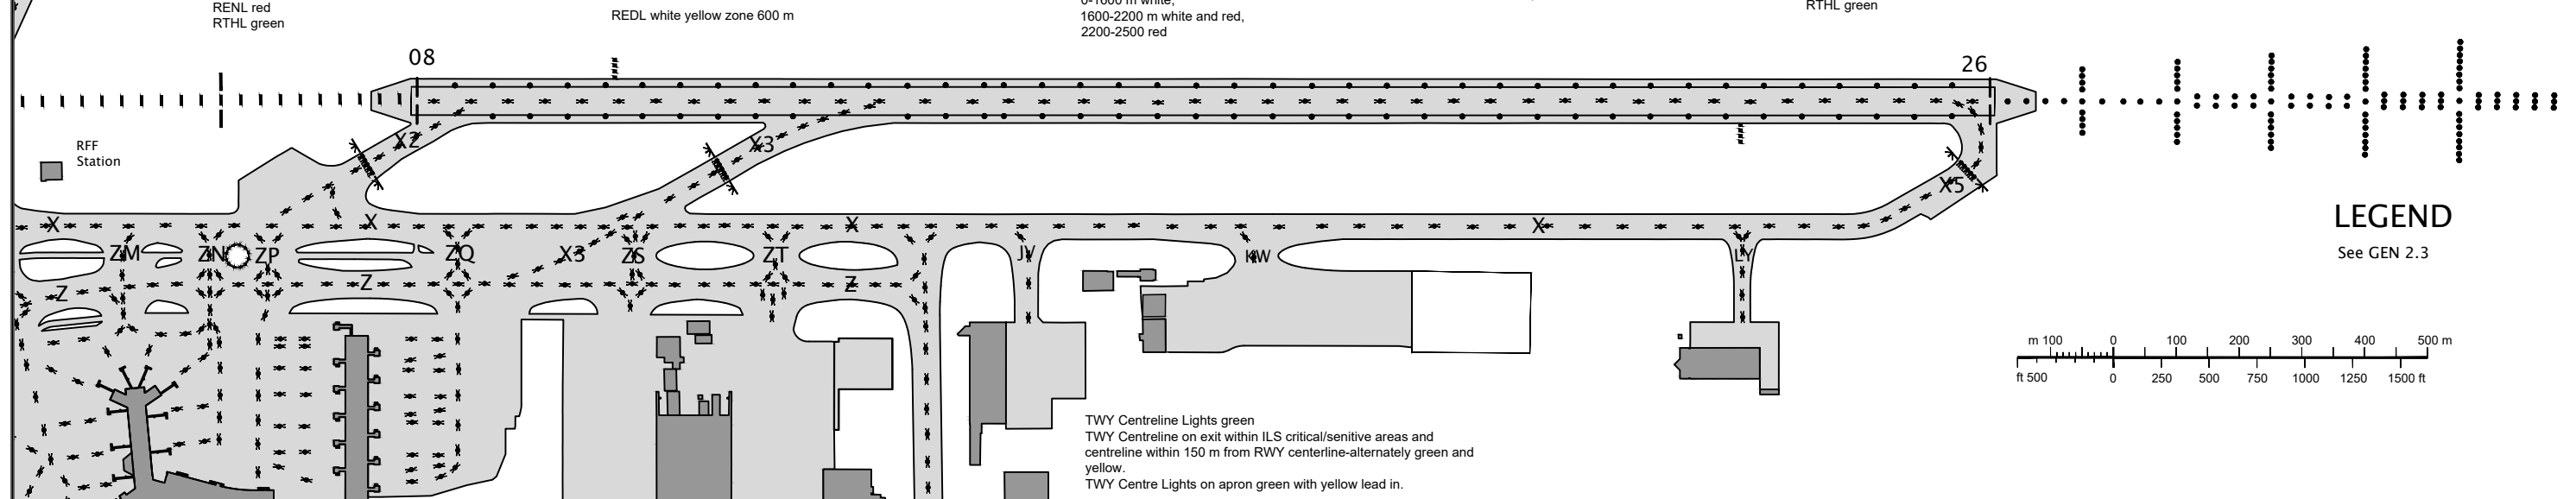 RENL red
RTHL green
REDL white yellow zone 600 m
0-1600 m white,
1600-2200 m white and red,
2200-2500 red
RTHL green
08
26
X2
X3
RFF
Station
X5
X
X
X
X
ZM
ZN
ZP
ZQ
X3
ZS
ZT
JV
KW
LY
Z
Z
Z
LEGEND
See GEN 2.3
m 100 0 100 200 300 400 500 m
ft 500 0 250 500 750 1000 1250 1500 ft
TWY Centreline Lights green
TWY Centreline on exit within ILS critical/senitive areas and
centreline within 150 m from RWY centerline-alternately green and
yellow.
TWY Centre Lights on apron green with yellow lead in.